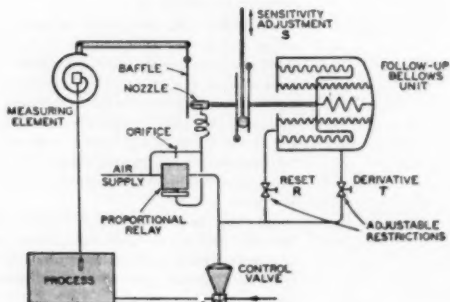 SENSITIVITY
ADJUSTMENT
S
FOLLOW-UP
BELLOWS
UNIT
BAFFLE
NOZZLE
MEASURING
ELEMENT
ORIFICE
AIR
SUPPLY
PROPORTIONAL
RELAY
RESET
R
DERIVATIVE
T
ADJUSTABLE
RESTRICTIONS
PROCESS
CONTROL
VALVE